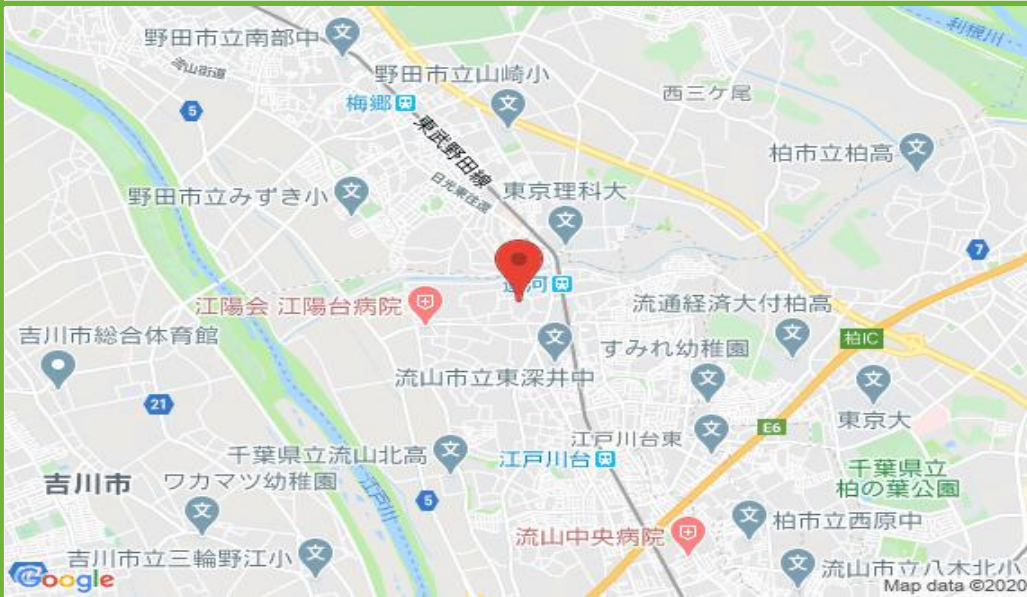 野田市立南部中
流山街道
利根川
野田市立山崎小
5
梅郷
西三ケ尾
東武野田線
柏市立柏高
日光東往還
野田市立みずき小
東京理科大
7
河
江陽会 江陽台病院
流通経済大付柏高
吉川市総合体育館
柏IC
すみれ幼稚園
流山市立東深井中
21
東京大
E6
江戸川台東
千葉県立流山北高
江戸川台
千葉県立
柏の葉公園
吉川市
ワカマツ幼稚園
5
江戸川
柏市立西原中
流山中央病院
吉川市立三輪野江小
流山市立八木北小
Google
Map data ©2020